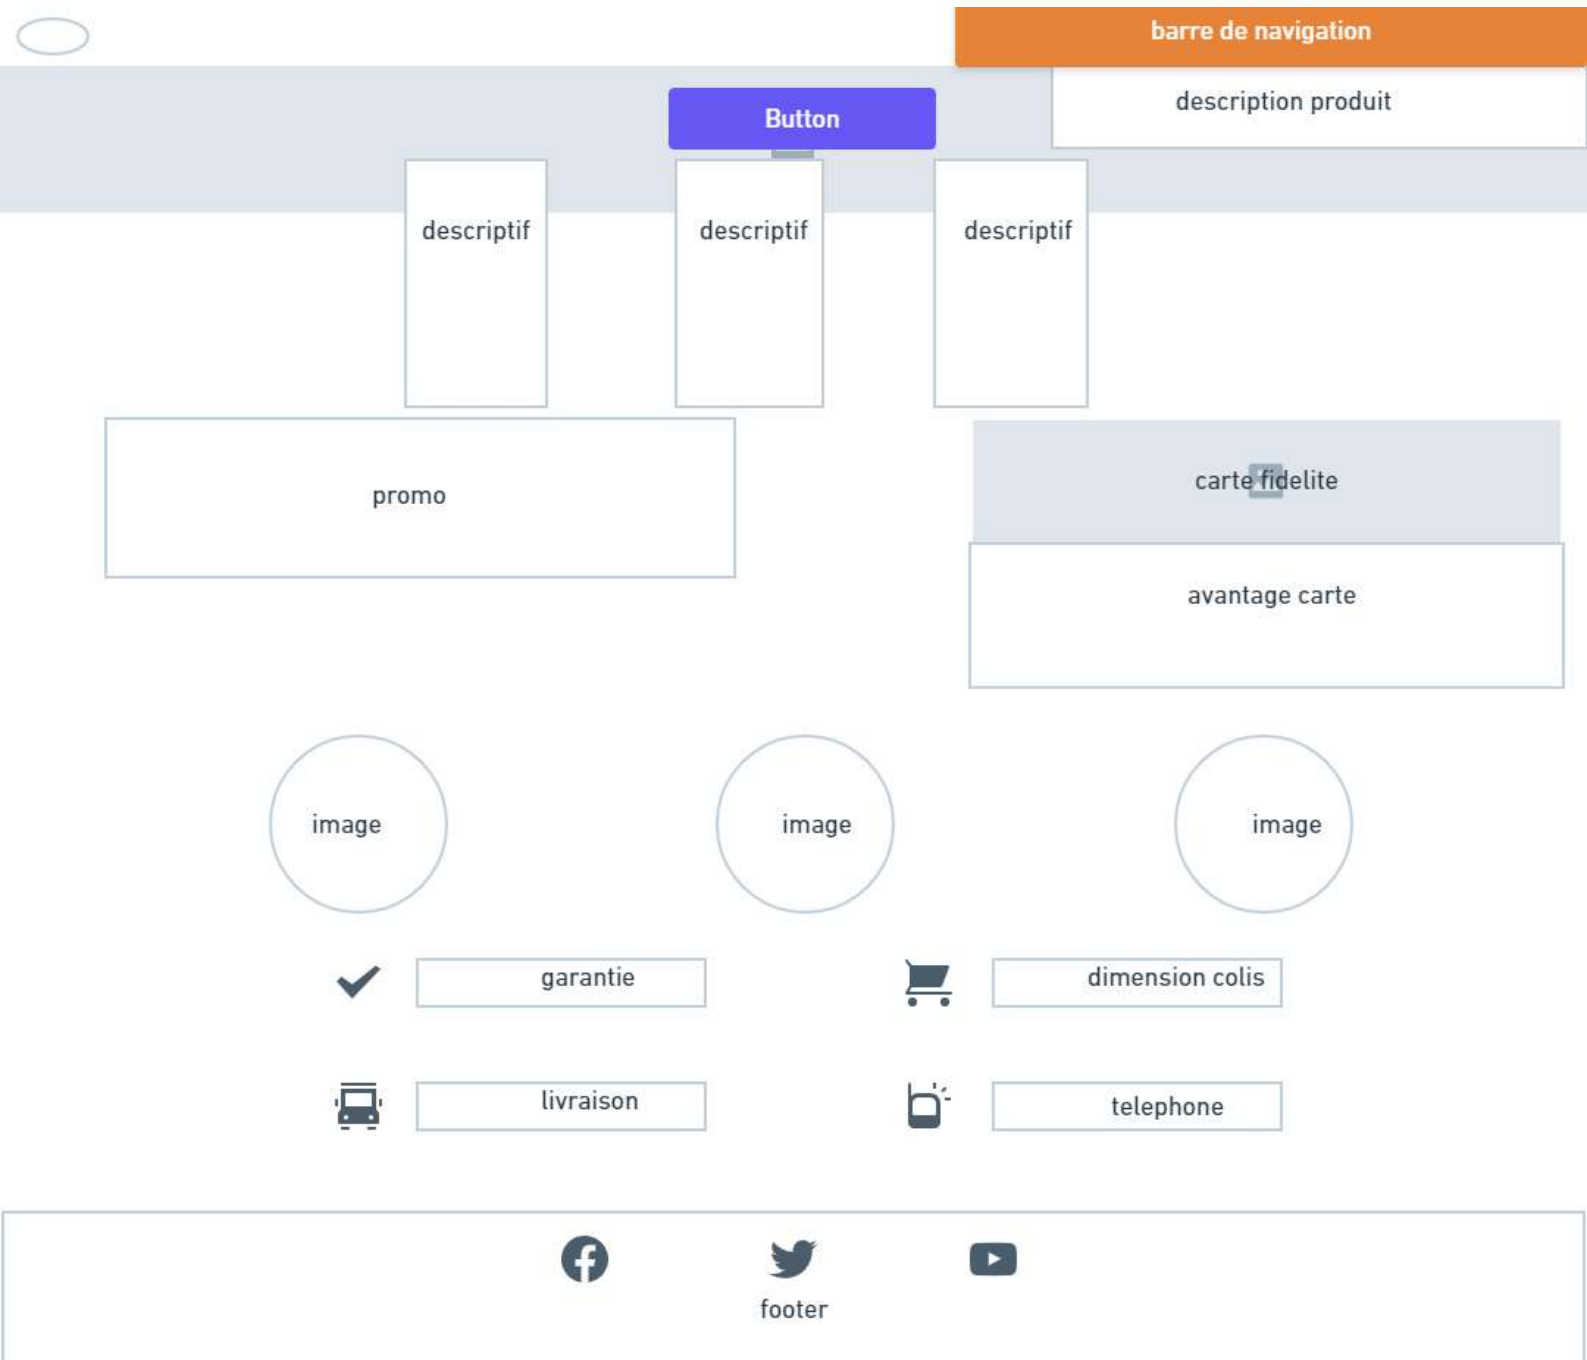 barre de navigation
description produit
Button
descriptif
descriptif
descriptif
promo
carte fidelite
avantage carte
image
image
image
garantie
dimension colis
livraison
telephone
footer